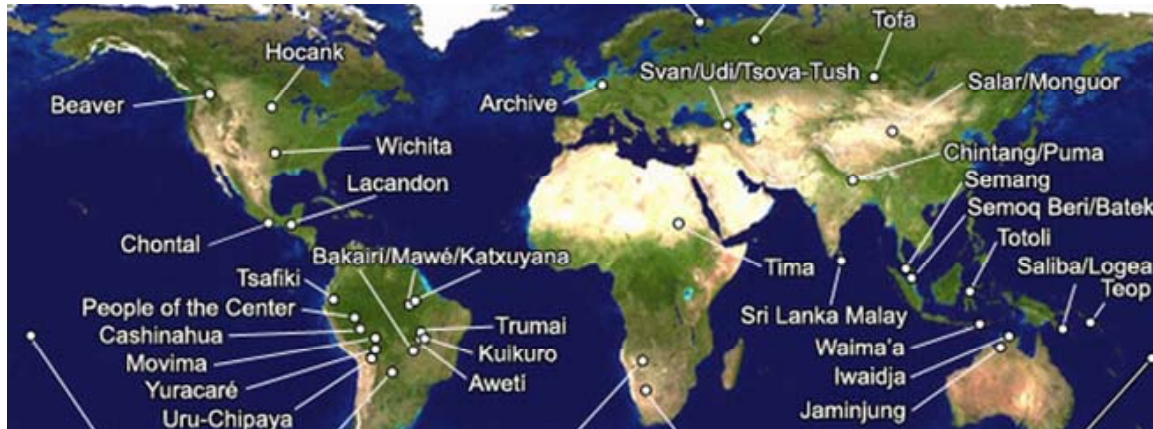 Tofa
Hocank
Svan/Udi/Tsova-Tush
Salar/Monguor
Beaver
Archive
Wichita
Chintang/Puma
Lacandon
Semang
Semoq Beri/Batek
Chontal
Totoli
Bakairi/Mawé/Katxuyana
Tima
Saliba/Logea
Tsafiki
Teop
People of the Center
Sri Lanka Malay
Trumai
Cashinahua
Waima'a
Kuikuro
Movima
Iwaidja
Yuracaré
Aweti
Jaminjung
Uru-Chipaya